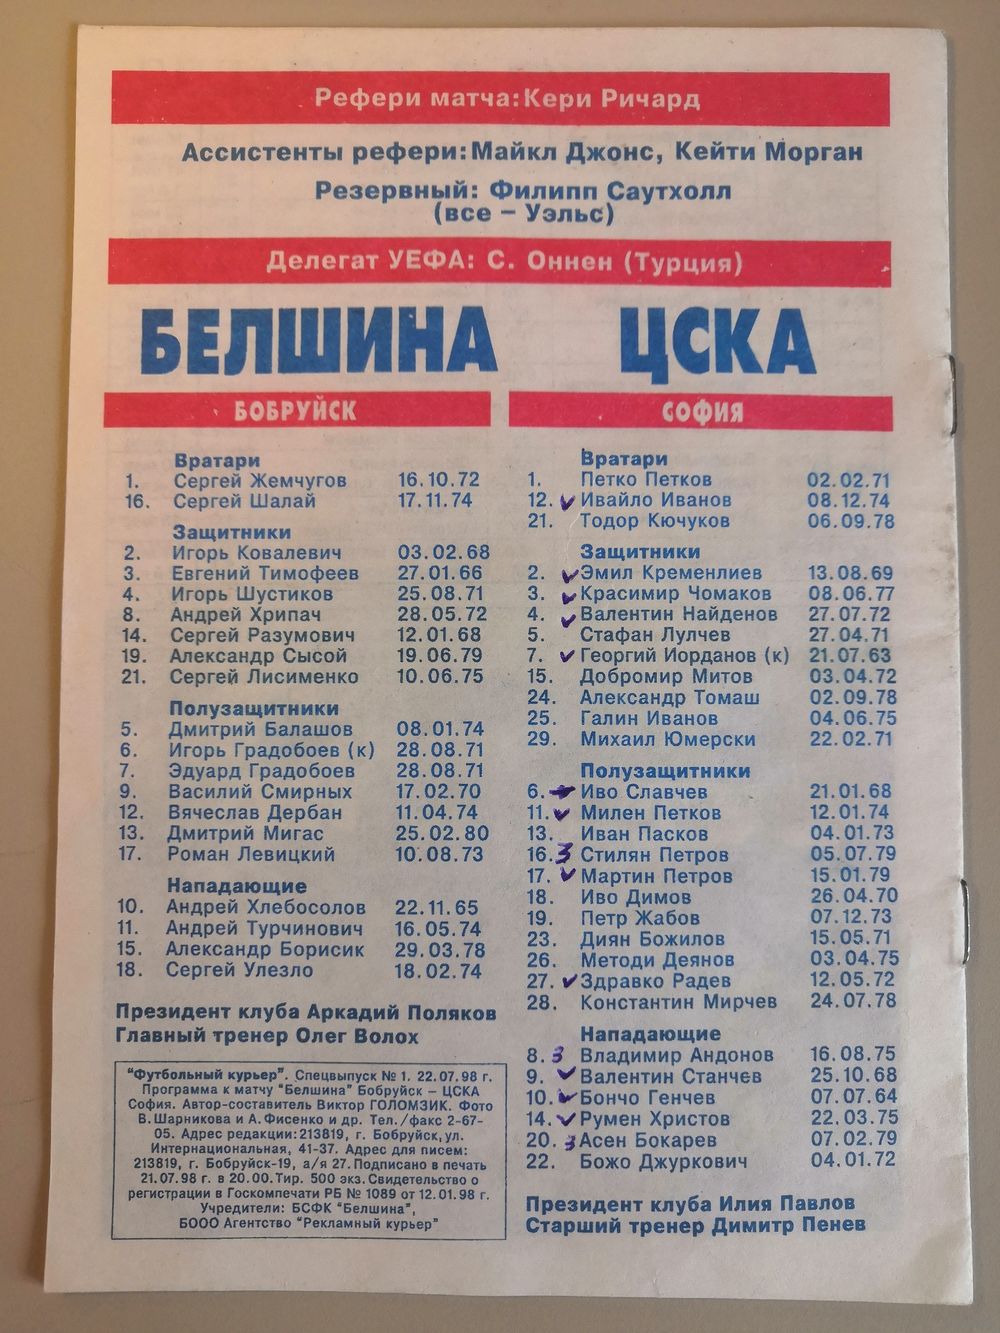 Рефери матча: Кери Ричард
Ассистенты рефери: Майкл Джонс, Кейти Морган
Резервный: Филипп Саутхолл
(все – Уэльс)
Делегат УЕФА: С. Оннен (Турция)
БЕЛШИНА
БОБРУЙСК
Вратари
1. Сергей Жемчугов 16.10.72
16. Сергей Шалай 17.11.74
Защитники
2. Игорь Ковалевич 03.02.68
3. Евгений Тимофеев 27.01.66
4. Игорь Шустиков 25.08.71
8. Андрей Хрипач 28.05.72
14. Сергей Разумович 12.01.68
19. Александр Сысой 19.06.79
21. Сергей Лисименко 10.06.75
Полузащитники
5. Дмитрий Балашов 08.01.74
6. Игорь Градобоев (к) 28.08.71
7. Эдуард Градобоев 28.08.71
9. Василий Смирных 17.02.70
12. Вячеслав Дербан 11.04.74
13. Дмитрий Мигас 25.02.80
17. Роман Левицкий 10.08.73
Нападающие
10. Андрей Хлебосолов 22.11.65
11. Андрей Турчинович 16.05.74
15. Александр Борисик 29.03.78
18. Сергей Улезло 18.02.74
Президент клуба Аркадий Поляков
Главный тренер Олег Волох
"Футбольный курьер". Спецвыпуск № 1. 22.07.98 г.
Программа к матчу "Белшина" Бобруйск – ЦСКА
София. Автор-составитель Виктор ГОЛОМЗИК. Фото
В. Шарникова и А. Фисенко и др. Тел./факс 2-67-
05. Адрес редакции: 213819, г. Бобруйск, ул.
Интернациональная, 41-37. Адрес для писем:
213819, г. Бобруйск-19, а/я 27. Подписано в печать
21.07.98 г. в 20.00. Тир. 500 экз. Свидетельство о
регистрации в Госкомпечати РБ № 1089 от 12.01.98 г.
Учредители: БСФК "Белшина",
БООО Агентство "Рекламный курьер"
ЦСКА
СОФИЯ
Вратари
1. Петко Петков 02.02.71
12. ✓ Ивайло Иванов 08.12.74
21. Тодор Кючуков 06.09.78
Защитники
2. ✓ Эмил Кременлиев 13.08.69
3. ✓ Красимир Чомаков 08.06.77
4. ✓ Валентин Найденов 27.07.72
5. Стафан Лулчев 27.04.71
7. ✓ Георгий Иорданов (к) 21.07.63
15. Добромир Митов 03.04.72
24. Александр Томаш 02.09.78
25. Галин Иванов 04.06.75
29. Михаил Юмерски 22.02.71
Полузащитники
6. Иво Славчев 21.01.68
11. ✓ Милен Петков 12.01.74
13. Иван Пасков 04.01.73
16. 3 Стилян Петров 05.07.79
17. ✓ Мартин Петров 15.01.79
18. Иво Димов 26.04.70
19. Петр Жабов 07.12.73
23. Диян Божилов 15.05.71
26. Методи Деянов 03.04.75
27. ✓ Здравко Радев 12.05.72
28. Константин Мирчев 24.07.78
Нападающие
8. 3 Владимир Андонов 16.08.75
9. ✓ Валентин Станчев 25.10.68
10. ✓ Бончо Генчев 07.07.64
14. ✓ Румен Христов 22.03.75
20. 3 Асен Бокарев 07.02.79
22. Божо Джуркович 04.01.72
Президент клуба Илия Павлов
Старший тренер Димитр Пенев